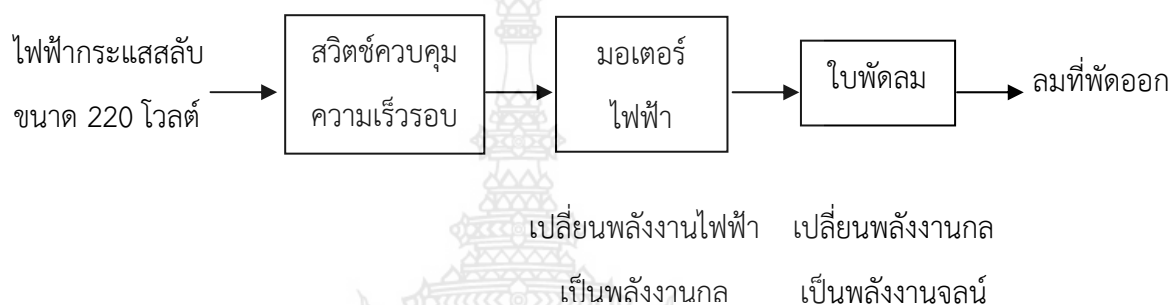 ไฟฟ้ากระแสสลับ
ขนาด 220 โวลต์
สวิตช์ควบคุม
ความเร็วรอบ
มอเตอร์
ไฟฟ้า
ใบพัดลม
ลมที่พัดออก
เปลี่ยนพลังงานไฟฟ้า
เป็นพลังงานกล
เปลี่ยนพลังงานกล
เป็นพลังงานจลน์